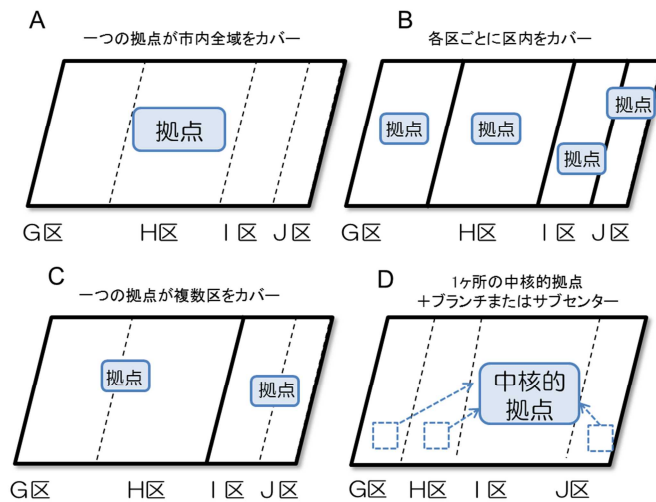 A
一つの拠点が市内全域をカバー
拠点
G区 H区 I区 J区
B
各区ごとに区内をカバー
拠点
拠点
拠点
拠点
G区 H区 I区 J区
C
一つの拠点が複数区をカバー
拠点
拠点
G区 H区 I区 J区
D
1ヶ所の中核的拠点
+ブランチまたはサブセンター
中核的
拠点
G区 H区 I区 J区